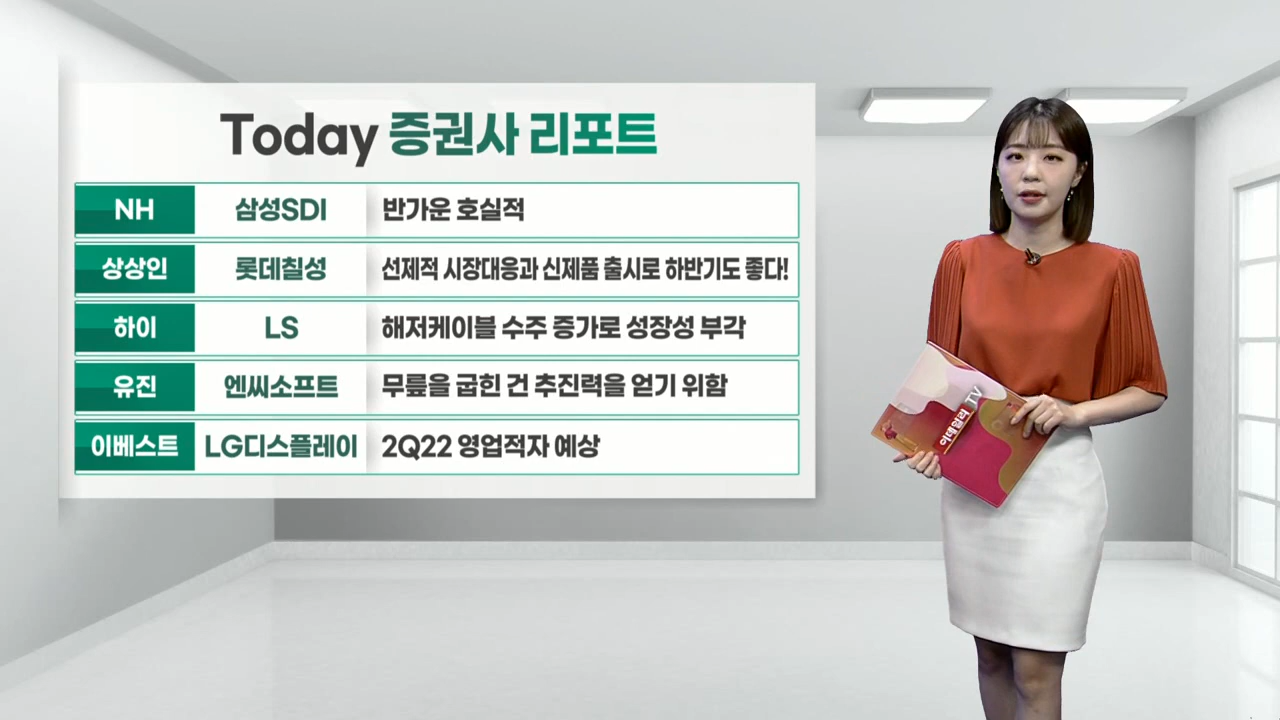 Today 증권사 리포트
NH 삼성SDI 반가운 호실적
상상인 롯데칠성 선제적 시장대응과 신제품 출시로 하반기도 좋다!
하이 LS 해저케이블 수주 증가로 성장성 부각
유진 엔씨소프트 무릎을 굽힌 건 추진력을 얻기 위함
이베스트 LG디스플레이 2Q22 영업적자 예상
이데일리 TV